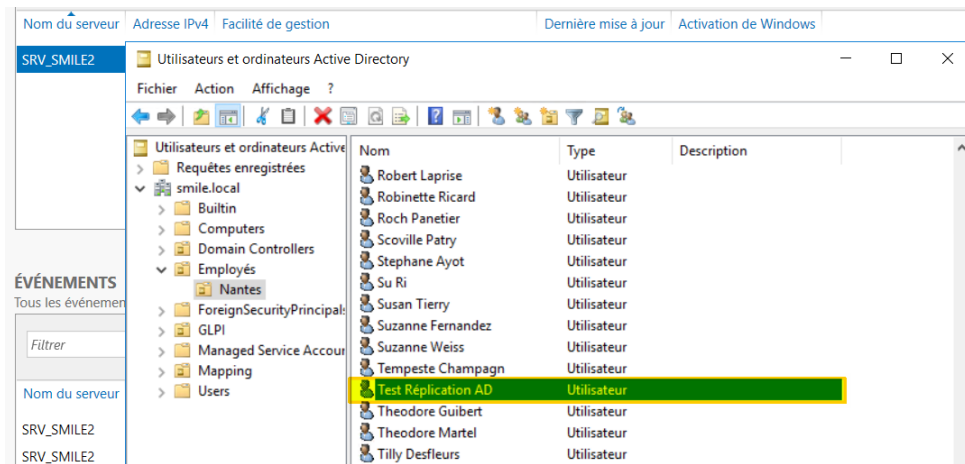 Nom du serveur Adresse IPv4 Facilité de gestion Dernière mise à jour Activation de Windows
SRV_SMILE2
Utilisateurs et ordinateurs Active Directory
Fichier Action Affichage ?
Utilisateurs et ordinateurs Active
Requêtes enregistrées
smile.local
Builtin
Computers
Domain Controllers
Employés
Nantes
ForeignSecurityPrincipals
GLPI
Managed Service Accour
Mapping
Users
Nom Type Description
Robert Laprise Utilisateur
Robinette Ricard Utilisateur
Roch Panetier Utilisateur
Scoville Patry Utilisateur
Stephane Ayot Utilisateur
Su Ri Utilisateur
Susan Tierry Utilisateur
Suzanne Fernandez Utilisateur
Suzanne Weiss Utilisateur
Tempeste Champagn Utilisateur
Test Réplication AD Utilisateur
Theodore Guibert Utilisateur
Theodore Martel Utilisateur
Tilly Desfleurs Utilisateur
ÉVÉNEMENTS
Tous les événemen
Filtrer
Nom du serveur
SRV_SMILE2
SRV_SMILE2